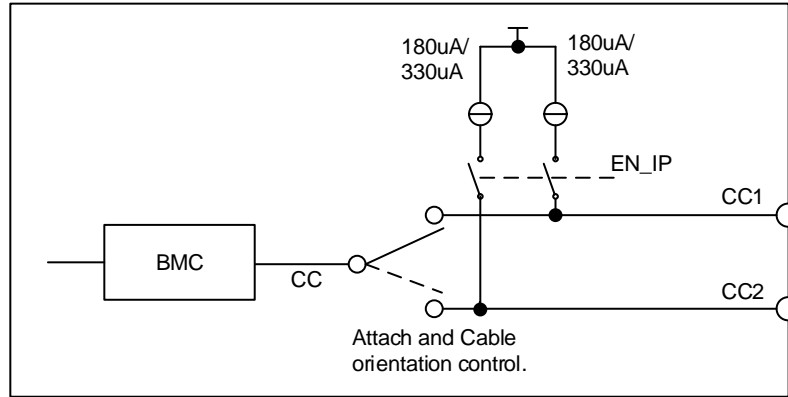 180uA/
330uA
180uA/
330uA
EN_IP
CC1
BMC
CC
CC2
Attach and Cable
orientation control.